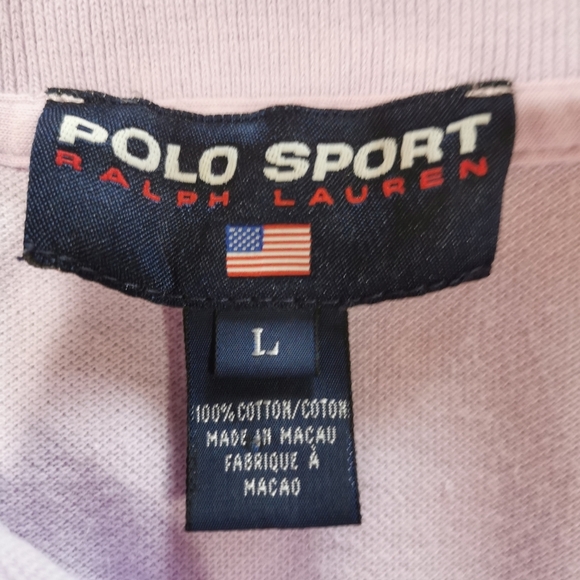 POLO SPORT
RALPH LAUREN
L
100% COTTON/COTON
MADE IN MACAU
FABRIQUE À
MACAO